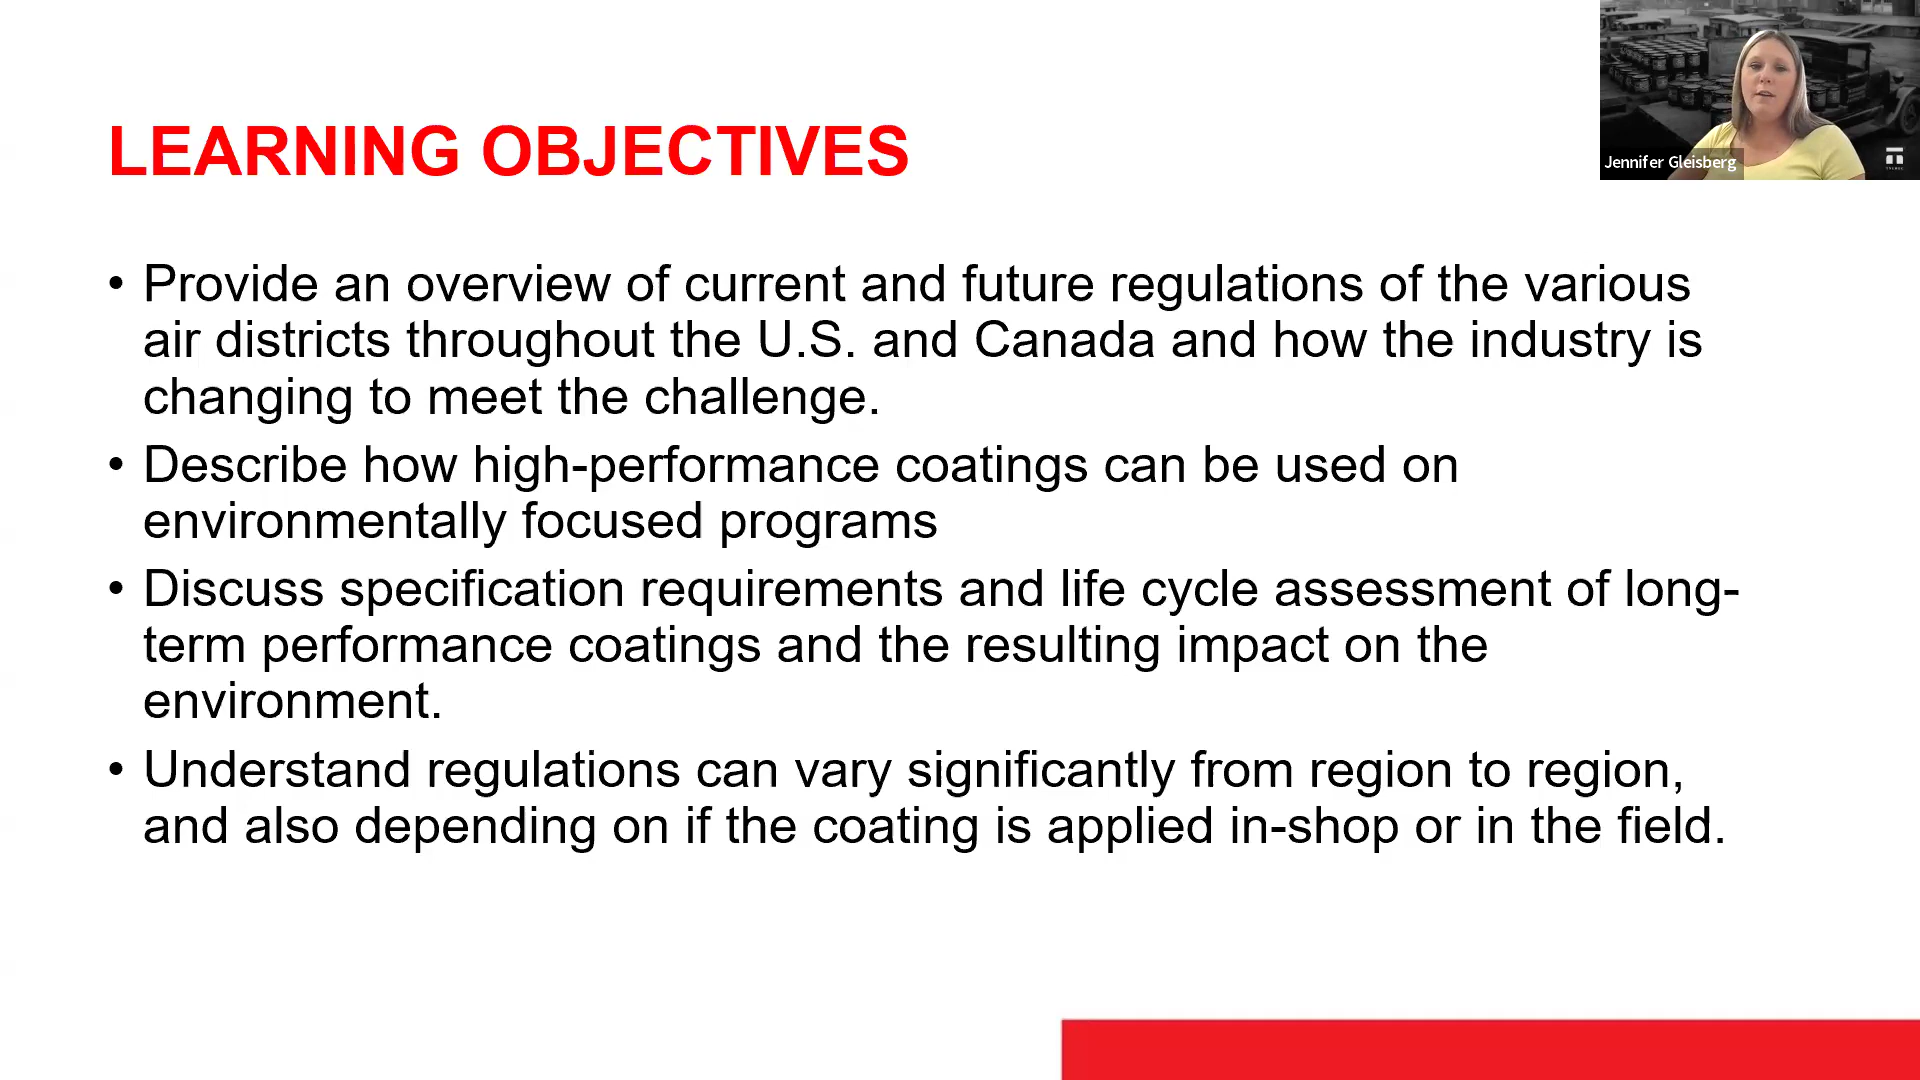 LEARNING OBJECTIVES
Jennifer Gleisberg
• Provide an overview of current and future regulations of the various
air districts throughout the U.S. and Canada and how the industry is
changing to meet the challenge.
• Describe how high-performance coatings can be used on
environmentally focused programs
• Discuss specification requirements and life cycle assessment of long-
term performance coatings and the resulting impact on the
environment.
• Understand regulations can vary significantly from region to region,
and also depending on if the coating is applied in-shop or in the field.